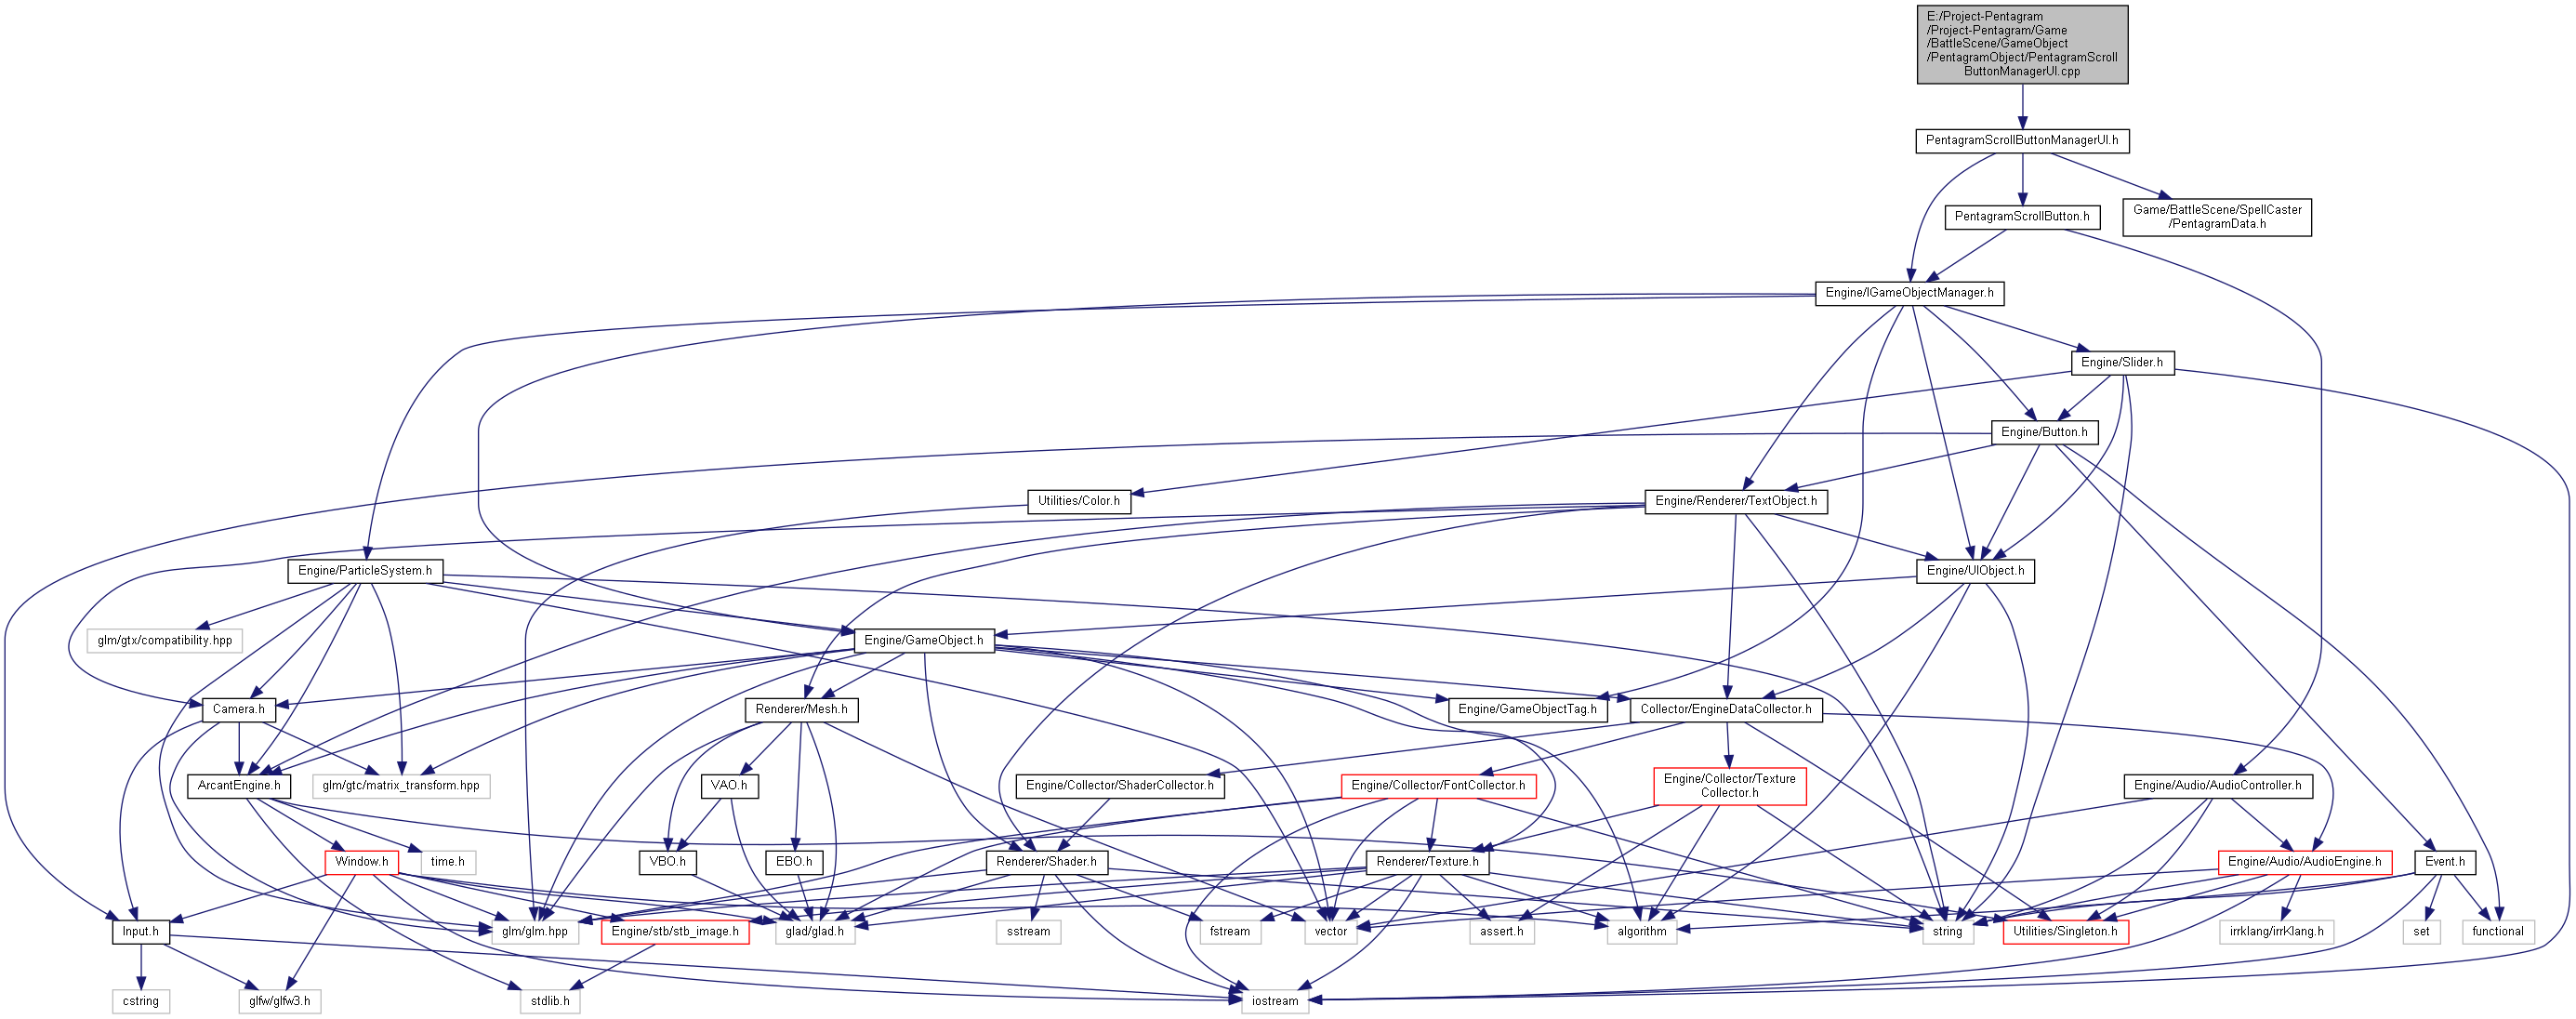 E:/Project-Pentagram
/Project-Pentagram/Game
/BattleScene/GameObject
/PentagramObject/PentagramScroll
ButtonManagerUI.cpp
PentagramScrollButtonManagerUI.h
PentagramScrollButton.h
Game/BattleScene/SpellCaster
/PentagramData.h
Engine/IGameObjectManager.h
Engine/Slider.h
Engine/Button.h
Utilities/Color.h
Engine/Renderer/TextObject.h
Engine/ParticleSystem.h
Engine/UIObject.h
glm/gtx/compatibility.hpp
Engine/GameObject.h
Camera.h
Renderer/Mesh.h
Engine/GameObjectTag.h
Collector/EngineDataCollector.h
ArcantEngine.h
glm/gtc/matrix_transform.hpp
VAO.h
Engine/Collector/ShaderCollector.h
Engine/Collector/FontCollector.h
Engine/Collector/Texture
Collector.h
Engine/Audio/AudioController.h
Window.h
time.h
VBO.h
EBO.h
Renderer/Shader.h
Renderer/Texture.h
Engine/Audio/AudioEngine.h
Event.h
Input.h
glm/glm.hpp
Engine/stb/stb_image.h
glad/glad.h
sstream
fstream
vector
assert.h
algorithm
string
Utilities/Singleton.h
irrklang/irrKlang.h
set
functional
cstring
glfw/glfw3.h
stdlib.h
iostream